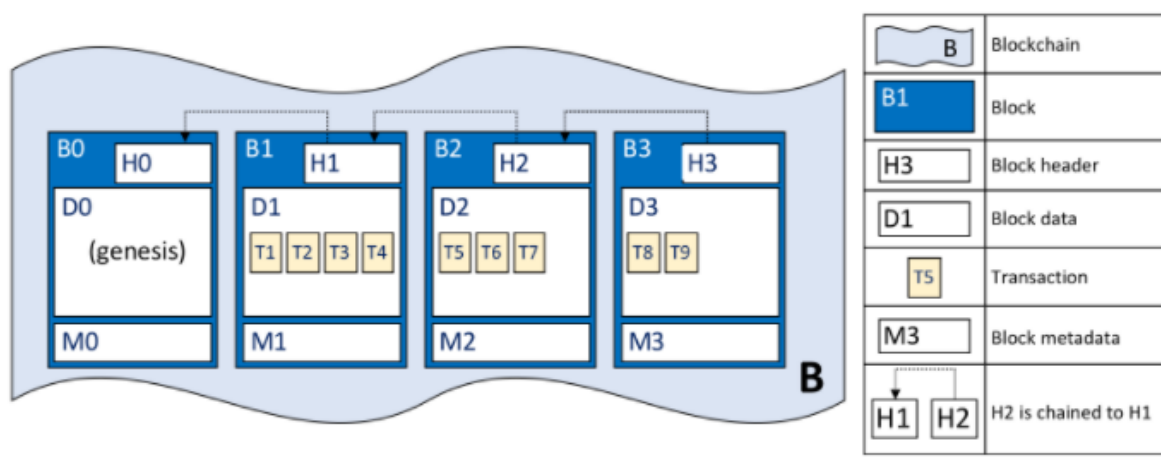 B0
H0
D0
(genesis)
M0
B1
H1
D1
T1 T2 T3 T4
M1
B2
H2
D2
T5 T6 T7
M2
B3
H3
D3
T8 T9
M3
B
B Blockchain
B1 Block
H3 Block header
D1 Block data
T5 Transaction
M3 Block metadata
H1 H2 H2 is chained to H1